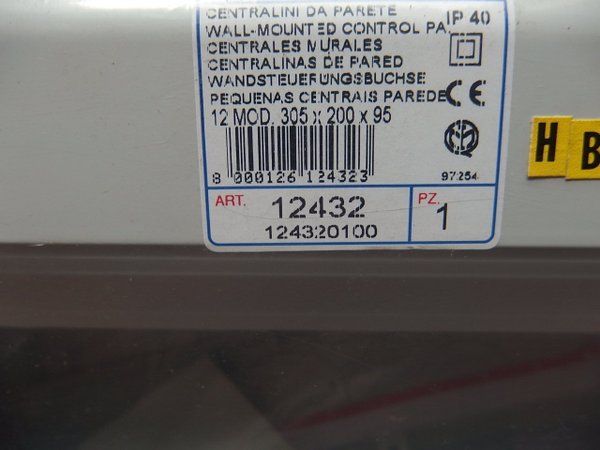 CENTRALINI DA PARETE
IP 40
WALL-MOUNTED CONTROL PA
CENTRALES MURALES
CENTRALINAS DE PARED
WANDSTEUERUNGSBUCHSE
PEQUENAS CENTRAIS PAREDE
CE
12 MOD. 305 x 200 x 95
8 000126 124323
97254
H B
ART. 12432
PZ. 1
124320100